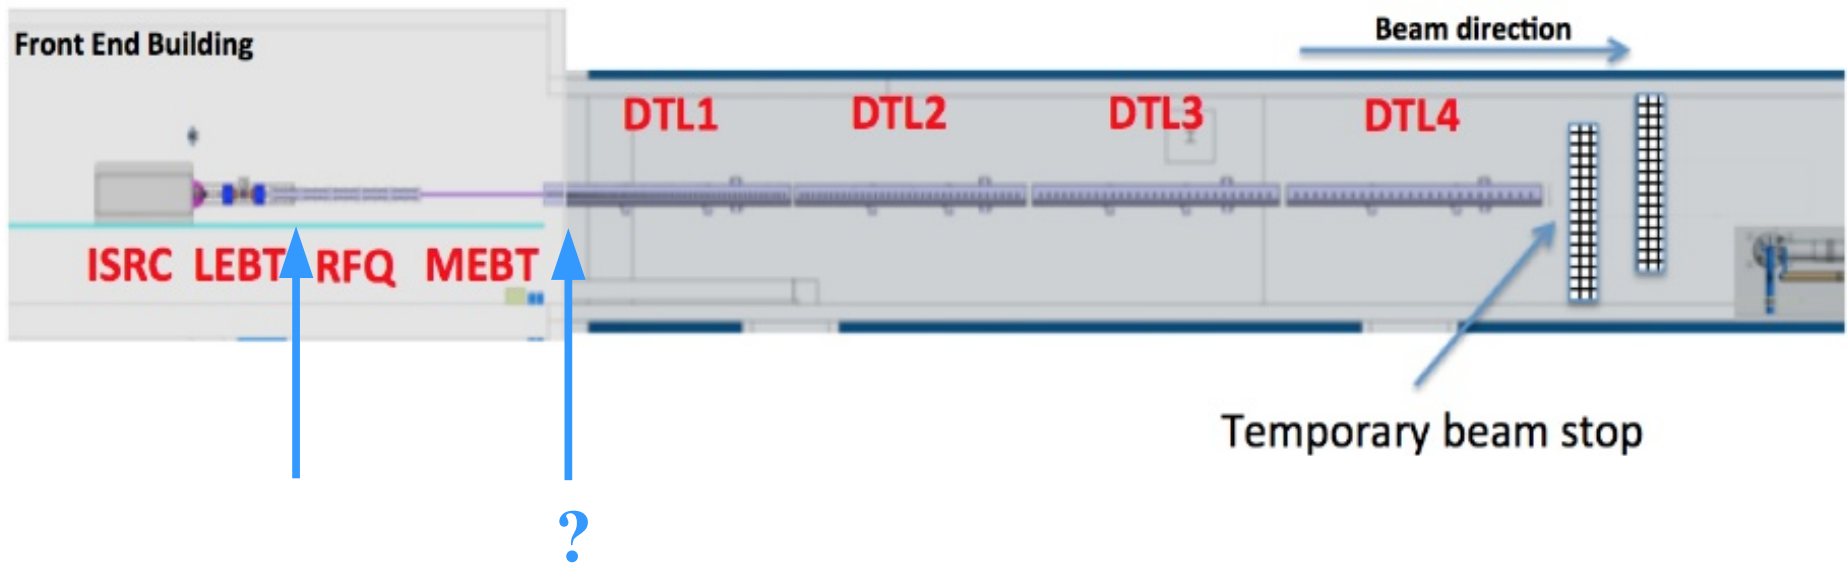 Front End Building
Beam direction
DTL1 DTL2 DTL3 DTL4
ISRC LEBT RFQ MEBT
Temporary beam stop
?